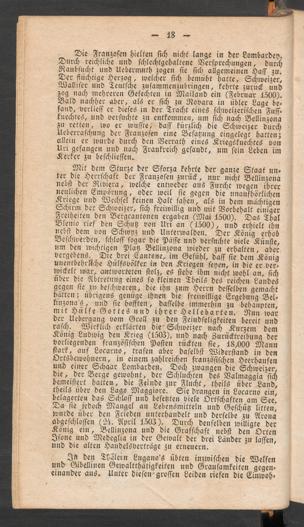 — 18 —
Die Franzosen hielten sich nicht lange in der Lombardey.
Durch reichliche und schlechtgehaltene Versprechungen, durch
Raubsucht und Uebermuth zogen sie sich allgemeinen Haß zu.
Der flüchtige Herzog, welcher sich bemüht hatte, Schweizer,
Walliser und Teutsche zusammenzubringen, kehrte zurück und
zog nach mehreren Gefechten in Mailand ein (Februar 1500).
Bald nachher aber, als er sich zu Novara in übler Lage be-
fand, verließ er dieses in der Tracht eines schweizerischen Fuß-
knechtes, und versuchte zu entkommen, um sich nach Bellinzona
zu retten, wo er wußte, daß kürzlich die Schweizer durch
Ueberraschung der Franzosen eine Besatzung eingelegt hatten;
allein er wurde durch den Verrath eines Kriegsknechtes von
Uri gefangen und nach Frankreich gesandt, um sein Leben im
Kerker zu beschliessen.
Mit dem Sturze der Sforza kehrte der ganze Staat un-
ter die Herrschaft der Franzosen zurück, nur nicht Bellinzona
nebst der Riviera, welche entweder aus Furcht wegen ihrer
neulichen Empörung, oder weil sie gegen die unaufhörlichen
Kriege und Wechsel keinen Halt sahen, als in dem mächtigen
Schirm der Schweizer, sich freiwillig und mit Vorbehalt einiger
Freiheiten den Bergcantonen ergaben (Mai 1500). Das Thal
Blenio rief den Schutz von Uri an (1500), und erhielt ihn
nebst dem von Schwyz und Unterwalden. Der König erhob
Beschwerden, schloß sogar die Pässe und versuchte viele Künste,
um den wichtigen Platz Bellinzona wieder zu erhalten, aber
vergebens. Die drei Cantone, im Gefühl, daß sie dem König
unentbehrliche Hülfsvölker in den Kriegen seyen, in die er ver-
wickelt war, antworteten stolz, es stehe ihm nicht wohl an, sich
über die Abtretung eines so kleinen Theils des reichen Landes
gegen sie zu beschweren, die ihn zum Herrn desselben gemacht
hätten; übrigens genüge ihnen die freiwillige Ergebung Bel-
linzona's, und sie hofften, dasselbe immerhin zu behaupten,
mit Hülfe Gottes und ihrer Hellebarten. Nun war
der Uebergang vom Groll zu den Feindseligkeiten bereit und
rasch. Wirklich erklärten die Schweizer nach Kurzem dem
König Ludwig den Krieg (1503), und nach Zurückdrängung der
vorliegenden französischen Posten rückten sie, 18,000 Mann
stark, auf Locarno, trafen aber daselbst Widerstand in den
Ortsbewohnern, in einem zahlreichen französischen Heerhaufen
und einer Schaar Lombarden. Doch zwangen die Schweizer,
die, der Berge gewohnt, der Schluchten des Valmaggia sich
bemeistert hatten, die Feinde zur Flucht, theils über Land,
theils über den Lago Maggiore. Sie drangen in Locarno ein,
belagerten das Schloß und besetzten viele Ortschaften am See.
Da sie jedoch Mangel an Lebensmitteln und Geschütz litten,
wurde über den Frieden unterhandelt und derselbe zu Arona
abgeschlossen (24. April 1503). Durch denselben willigte der
König ein, Bellinzona und die Grafschaft nebst den Orten
Isone und Medeglia in der Gewalt der drei Länder zu lassen,
und die alten Handelsverträge zu erneuern.
In den Thälern Lugano's übten inzwischen die Welfen
und Gibellinen Gewaltthätigkeiten und Grausamkeiten gegen-
einander aus. Unter diesen grossen Leiden riefen die Einwoh-